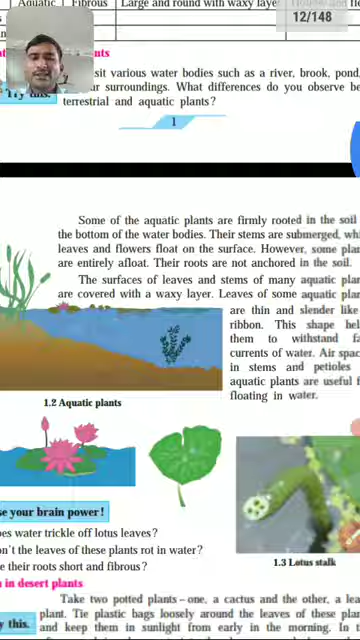 Aquatic Fibrous Large and round with waxy layer Hollow and
12/148
plants
visit various water bodies such as a river, brook, pond,
surroundings. What differences do you observe be
Try this. terrestrial and aquatic plants?
1
Some of the aquatic plants are firmly rooted in the soil
the bottom of the water bodies. Their stems are submerged, whi
leaves and flowers float on the surface. However, some plan
are entirely afloat. Their roots are not anchored in the soil.
The surfaces of leaves and stems of many aquatic plan
are covered with a waxy layer. Leaves of some aquatic plan
are thin and slender like
ribbon. This shape hel
them to withstand fa
currents of water. Air spac
in stems and petioles
aquatic plants are useful f
floating in water.
1.2 Aquatic plants
se your brain power!
oes water trickle off lotus leaves?
on't the leaves of these plants rot in water?
e their roots short and fibrous?
1.3 Lotus stalk
n in desert plants
Take two potted plants – one, a cactus and the other, a lea
plant. Tie plastic bags loosely around the leaves of these plan
y this. and keep them in sunlight from early in the morning. In t